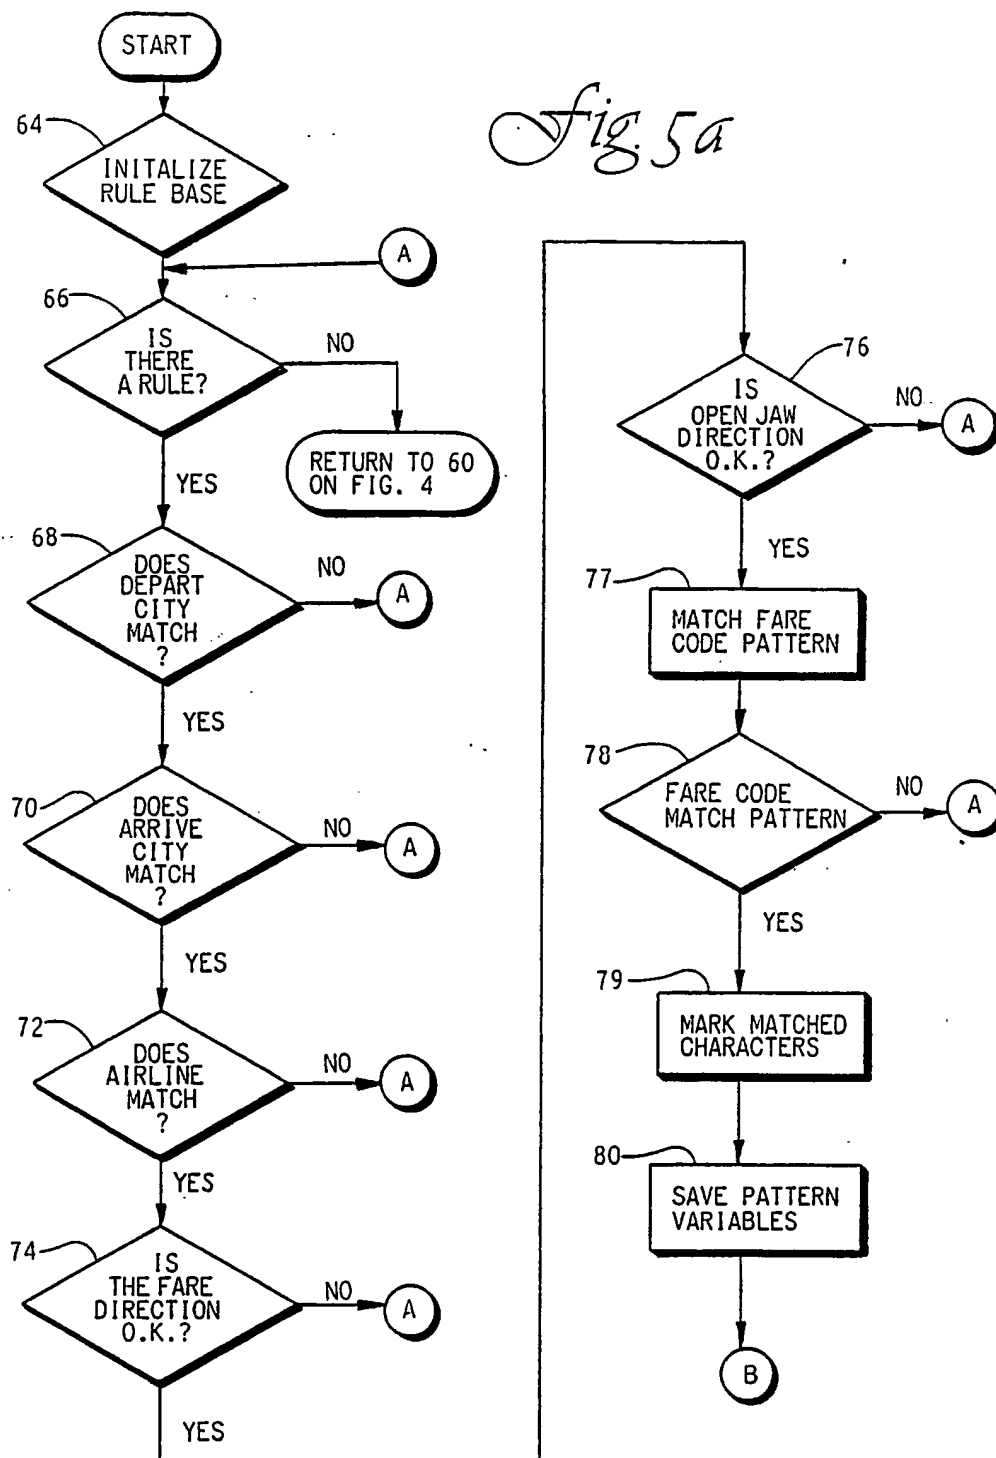 START
Fig. 5a
64
INITALIZE
RULE BASE
A
66
IS
THERE
A RULE?
NO
RETURN TO 60
ON FIG. 4
YES
68
DOES
DEPART
CITY
MATCH
?
NO
A
YES
70
DOES
ARRIVE
CITY
MATCH
?
NO
A
YES
72
DOES
AIRLINE
MATCH
?
NO
A
YES
74
IS
THE FARE
DIRECTION
O.K.?
NO
A
YES
76
IS
OPEN JAW
DIRECTION
O.K.?
NO
A
YES
77
MATCH FARE
CODE PATTERN
78
FARE CODE
MATCH PATTERN
NO
A
YES
79
MARK MATCHED
CHARACTERS
80
SAVE PATTERN
VARIABLES
B